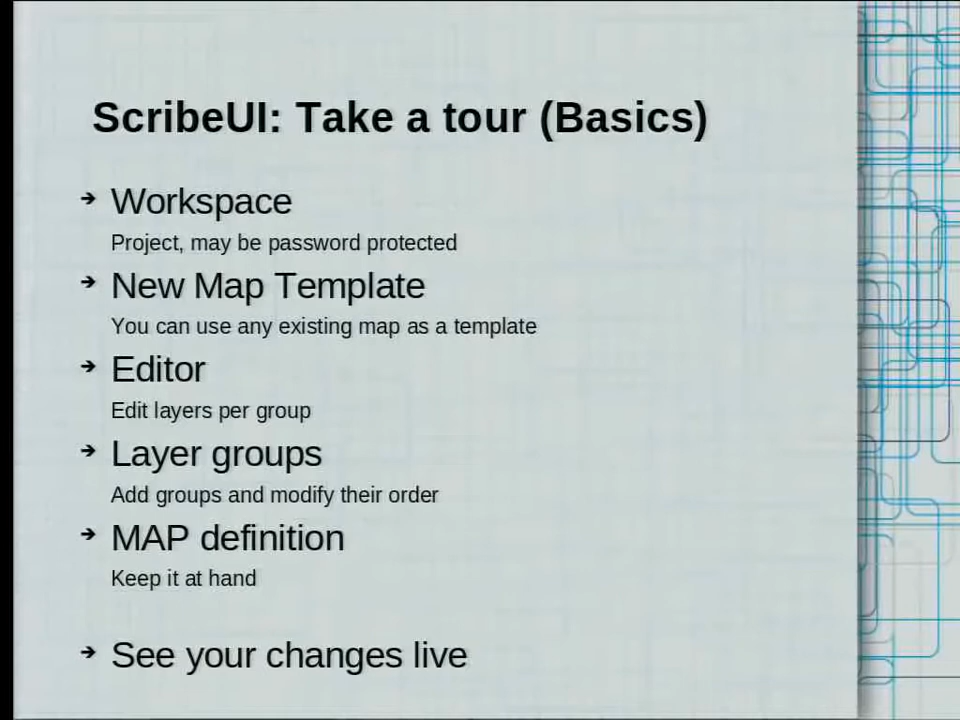 ScribeUI: Take a tour (Basics)
➔ Workspace
Project, may be password protected
➔ New Map Template
You can use any existing map as a template
➔ Editor
Edit layers per group
➔ Layer groups
Add groups and modify their order
➔ MAP definition
Keep it at hand
➔ See your changes live